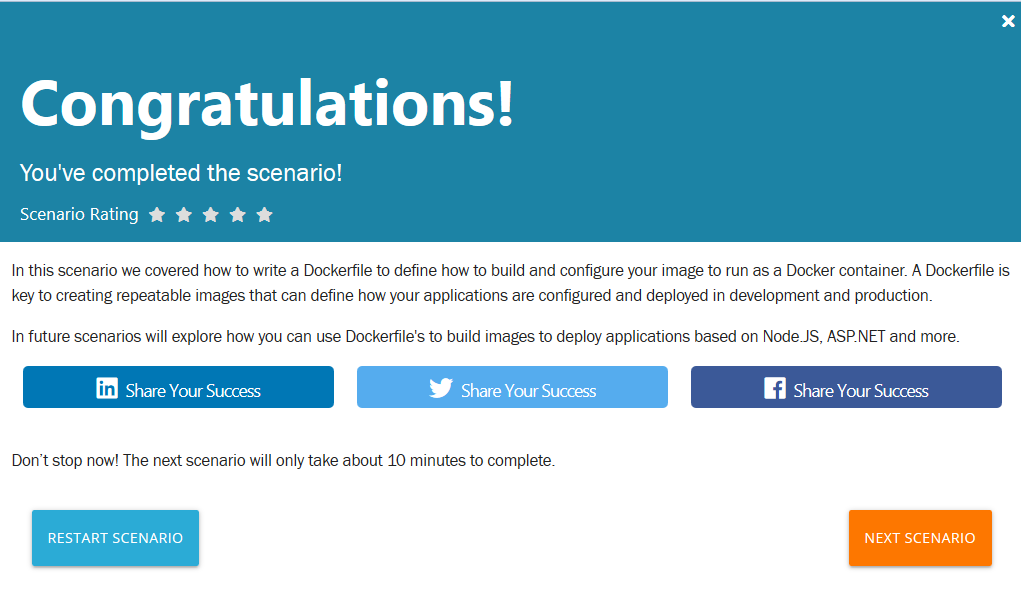 Congratulations!
You've completed the scenario!
Scenario Rating
In this scenario we covered how to write a Dockerfile to define how to build and configure your image to run as a Docker container. A Dockerfile is
key to creating repeatable images that can define how your applications are configured and deployed in development and production.
In future scenarios will explore how you can use Dockerfile's to build images to deploy applications based on Node.JS, ASP.NET and more.
in Share Your Success
Share Your Success
f Share Your Success
Don’t stop now! The next scenario will only take about 10 minutes to complete.
RESTART SCENARIO
NEXT SCENARIO